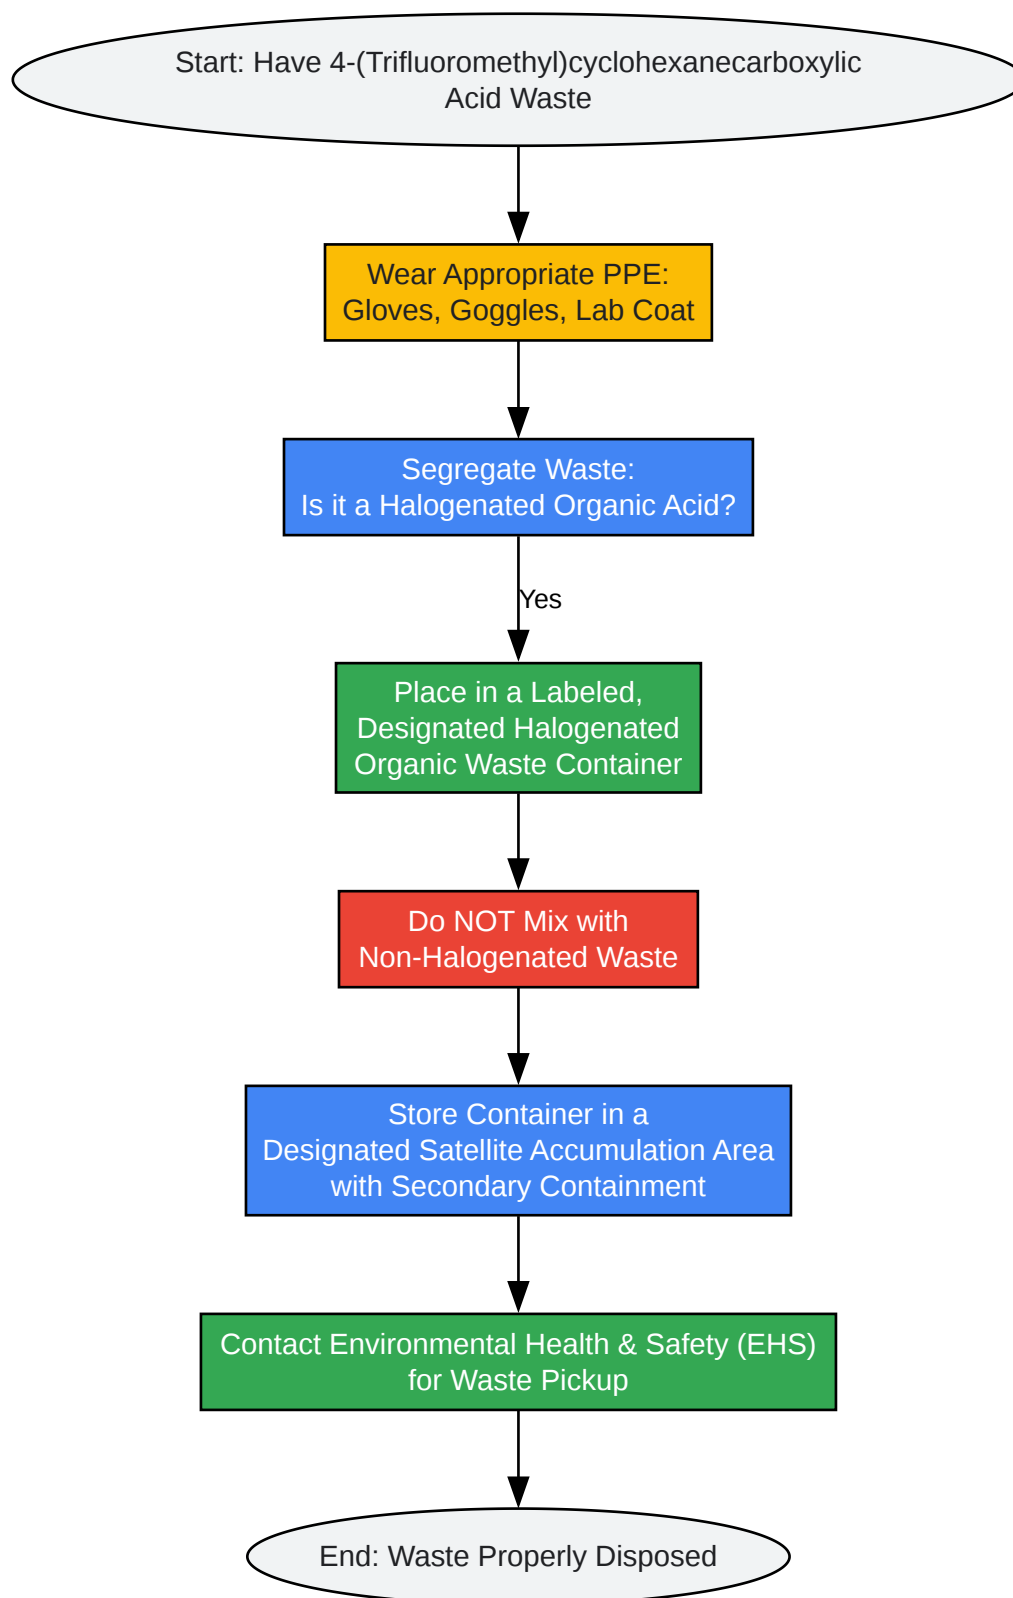 Start: Have 4-(Trifluoromethyl)cyclohexanecarboxylic
Acid Waste
Wear Appropriate PPE:
Gloves, Goggles, Lab Coat
Segregate Waste:
Is it a Halogenated Organic Acid?
Yes
Place in a Labeled,
Designated Halogenated
Organic Waste Container
Do NOT Mix with
Non-Halogenated Waste
Store Container in a
Designated Satellite Accumulation Area
with Secondary Containment
Contact Environmental Health & Safety (EHS)
for Waste Pickup
End: Waste Properly Disposed